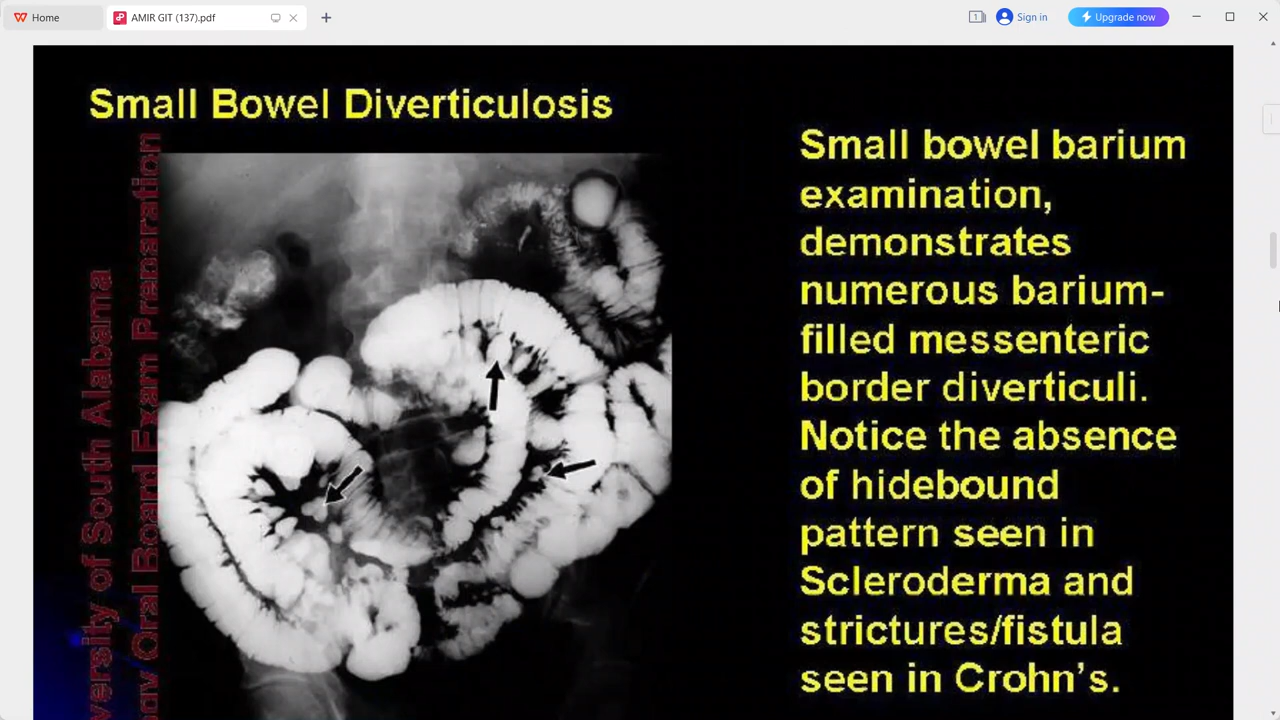 Home
AMIR GIT (137).pdf
1
Sign in
Upgrade now
Small Bowel Diverticulosis
Small bowel barium
examination,
demonstrates
numerous barium-
filled messenteric
border diverticuli.
Notice the absence
of hidebound
pattern seen in
Scleroderma and
strictures/fistula
seen in Crohn’s.
versity of South Alabama
Oral Board Exam Preparation